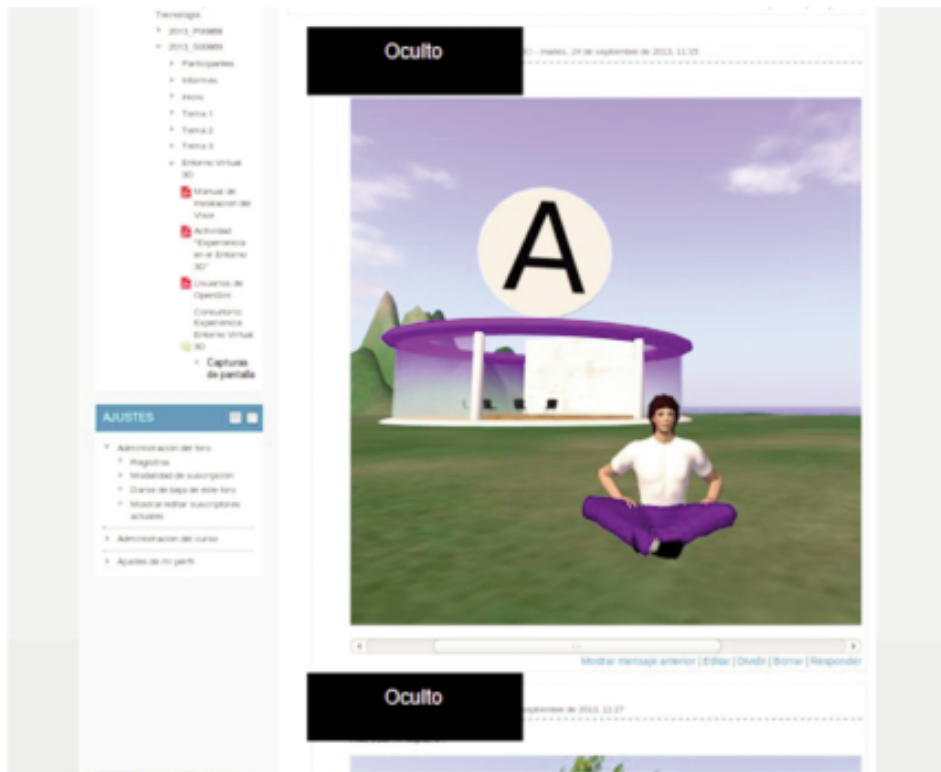 Tecnología
2013_P00868
2013_G00869
Participantes
Informes
Inicio
Tema 1
Tema 2
Tema 3
Entorno Virtual
3D
Manual de
Instalación del
Visor
Actividad
"Experiencia
en el Entorno
3D"
Usuarios de
OpenSim
Consultorio:
Experiencia
Entorno Virtual
3D
Capturas
de pantalla
AJUSTES
Administración del foro
Registros
Modalidad de suscripción
Darse de baja de este foro
Mostrar/editar suscriptores
actuales
Administración del curso
Ajustes de mi perfil
Oculto
- martes, 24 de septiembre de 2013, 11:15
A
Mostrar mensaje anterior | Editar | Dividir | Borrar | Responder
Oculto
septiembre de 2013, 11:27